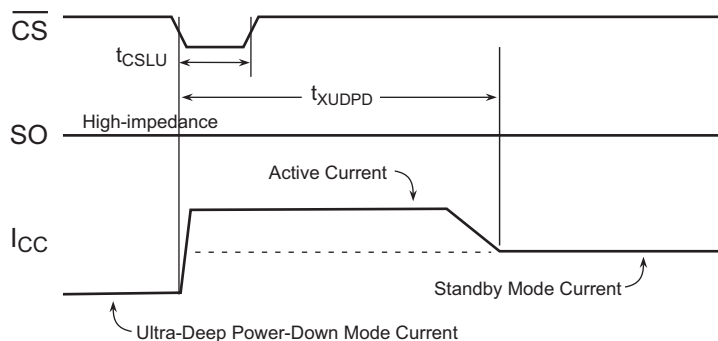 CS
tCSLU
tXUDPD
High-impedance
SO
Active Current
ICC
Standby Mode Current
Ultra-Deep Power-Down Mode Current